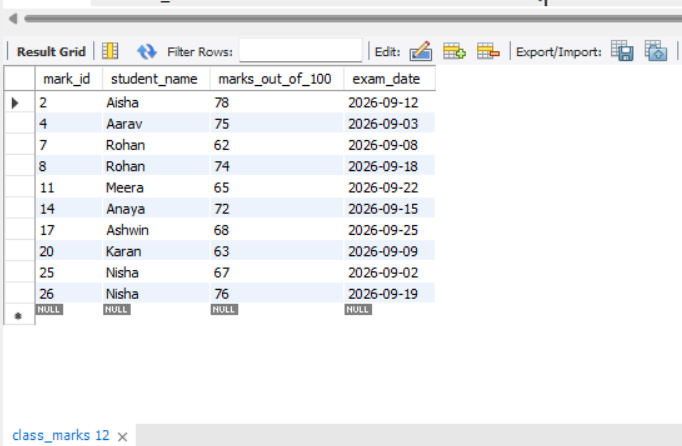 Result Grid Filter Rows: Edit: Export/Import:
mark_id student_name marks_out_of_100 exam_date
2 Aisha 78 2026-09-12
4 Aarav 75 2026-09-03
7 Rohan 62 2026-09-08
8 Rohan 74 2026-09-18
11 Meera 65 2026-09-22
14 Anaya 72 2026-09-15
17 Ashwin 68 2026-09-25
20 Karan 63 2026-09-09
25 Nisha 67 2026-09-02
26 Nisha 76 2026-09-19
NULL NULL NULL NULL
class_marks 12